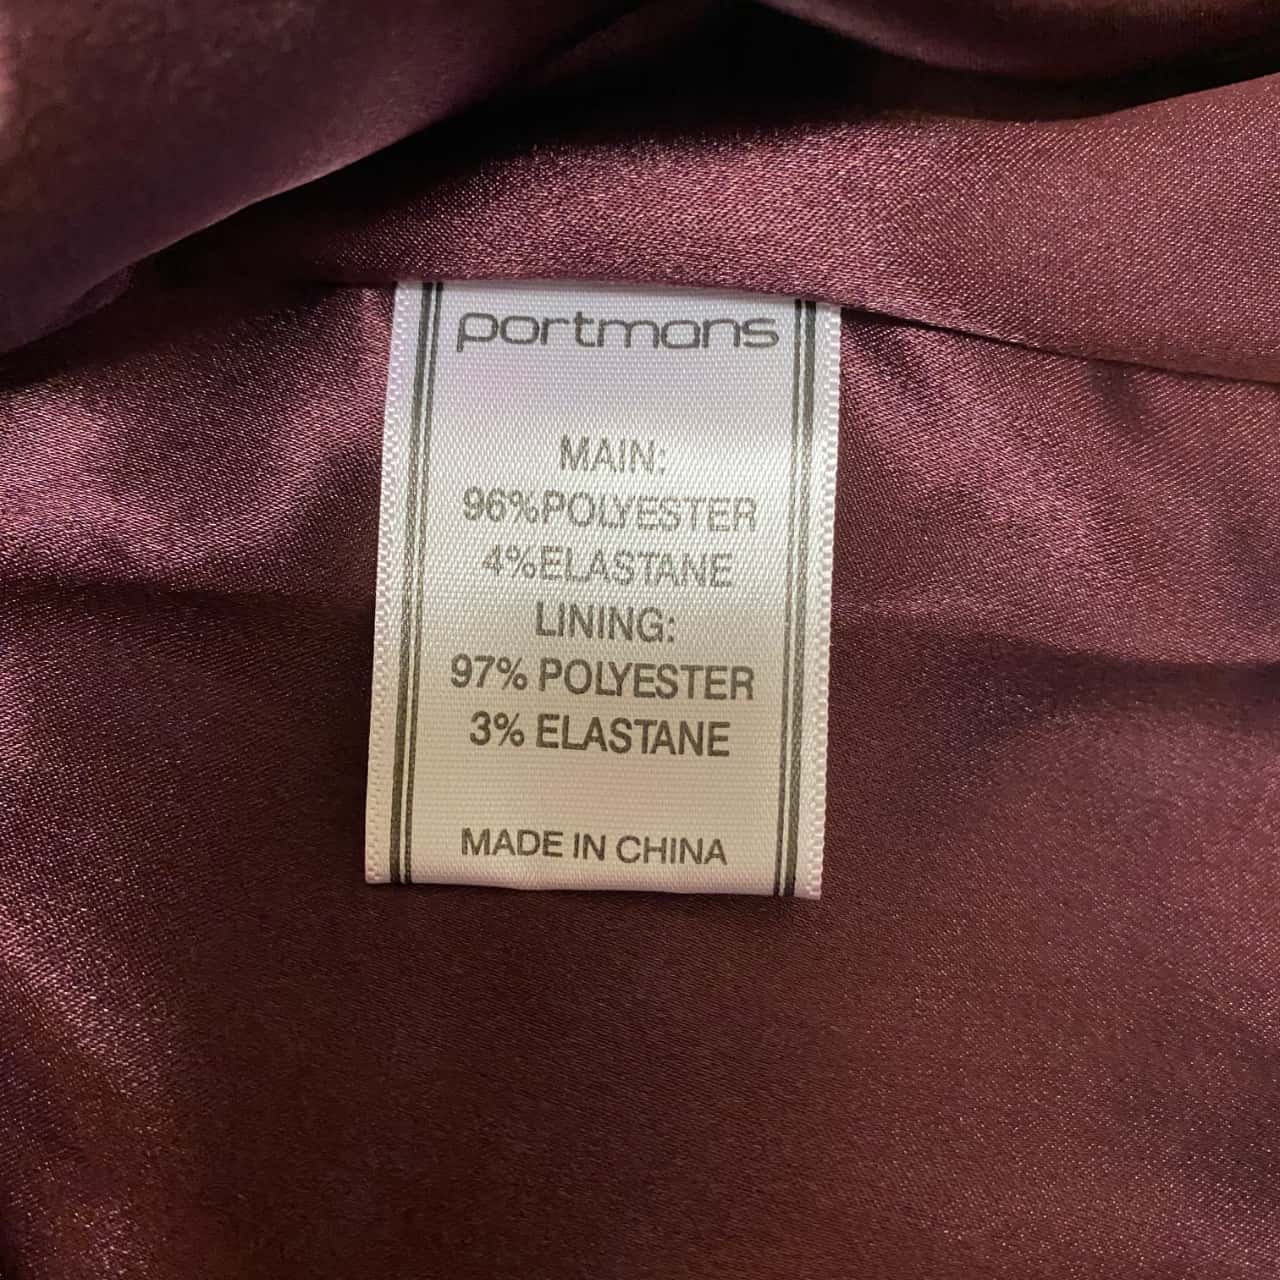 portmans
MAIN:
96%POLYESTER
4%ELASTANE
LINING:
97% POLYESTER
3% ELASTANE
MADE IN CHINA